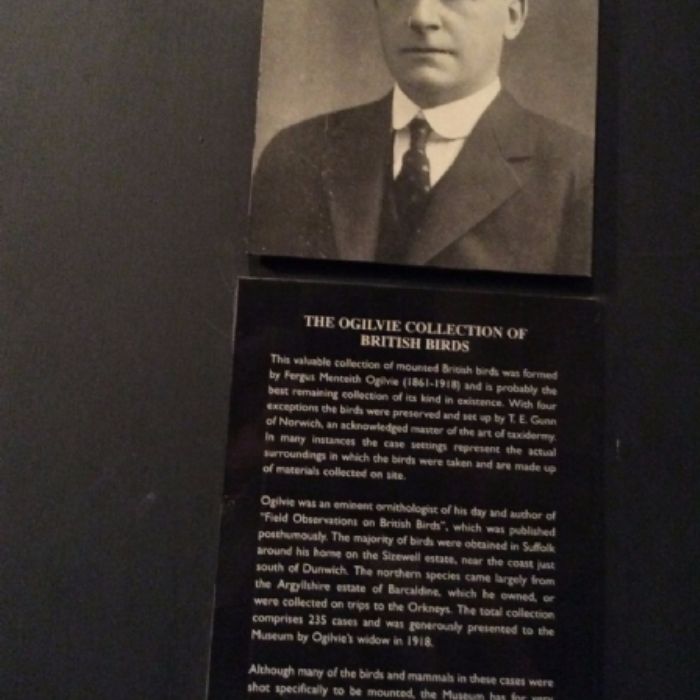 THE OGILVIE COLLECTION OF
BRITISH BIRDS
This valuable collection of mounted British birds was formed
by Fergus Menteith Ogilvie (1861-1918) and is probably the
best remaining collection of its kind in existence. With four
exceptions the birds were preserved and set up by T. E. Gunn
of Norwich, an acknowledged master of the art of taxidermy.
In many instances the case settings represent the actual
surroundings in which the birds were taken and are made up
of materials collected on site.
Ogilvie was an eminent ornithologist of his day and author of
"Field Observations on British Birds", which was published
posthumously. The majority of birds were obtained in Suffolk
around his home on the Sizewell estate, near the coast just
south of Dunwich. The northern species came largely from
the Argyllshire estate of Barcaldine, which he owned, or
were collected on trips to the Orkneys. The total collection
comprises 235 cases and was generously presented to the
Museum by Ogilvie's widow in 1918.
Although many of the birds and mammals in these cases were
shot specifically to be mounted, the Museum has for very